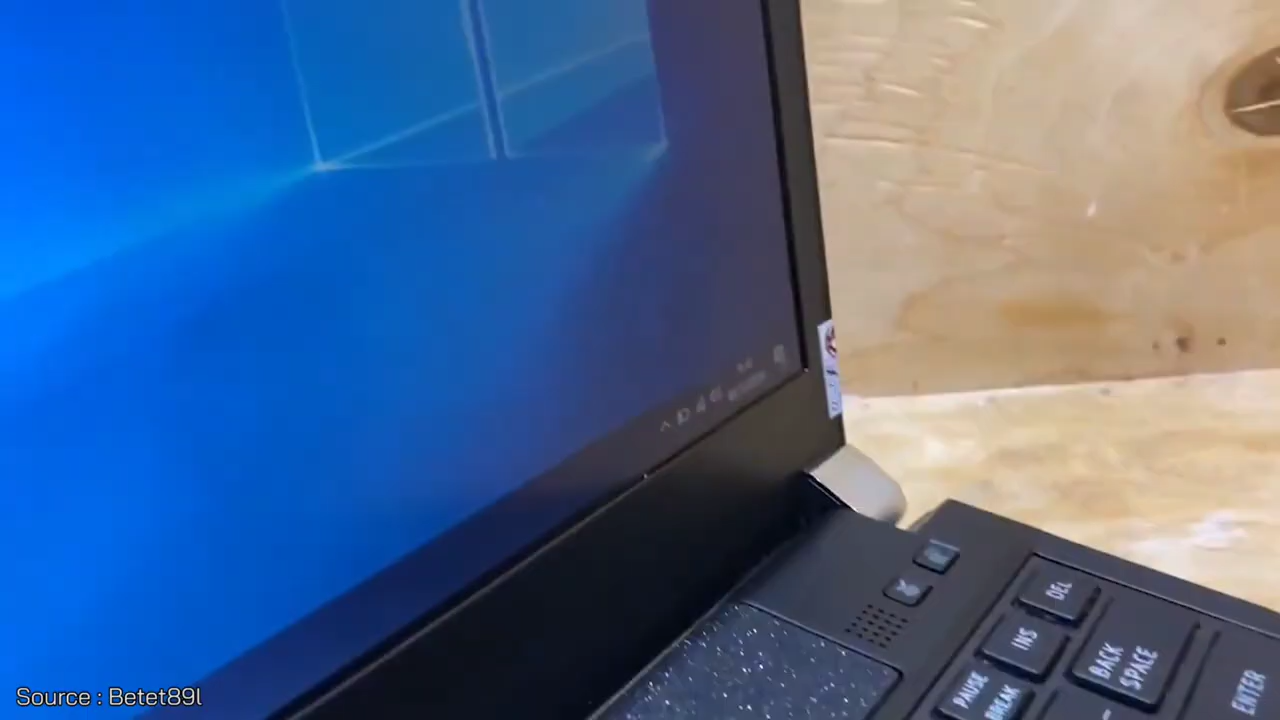 DEL
INS
BACK
SPACE
PAUSE
BREAK
ENTER
Source : Betet89l